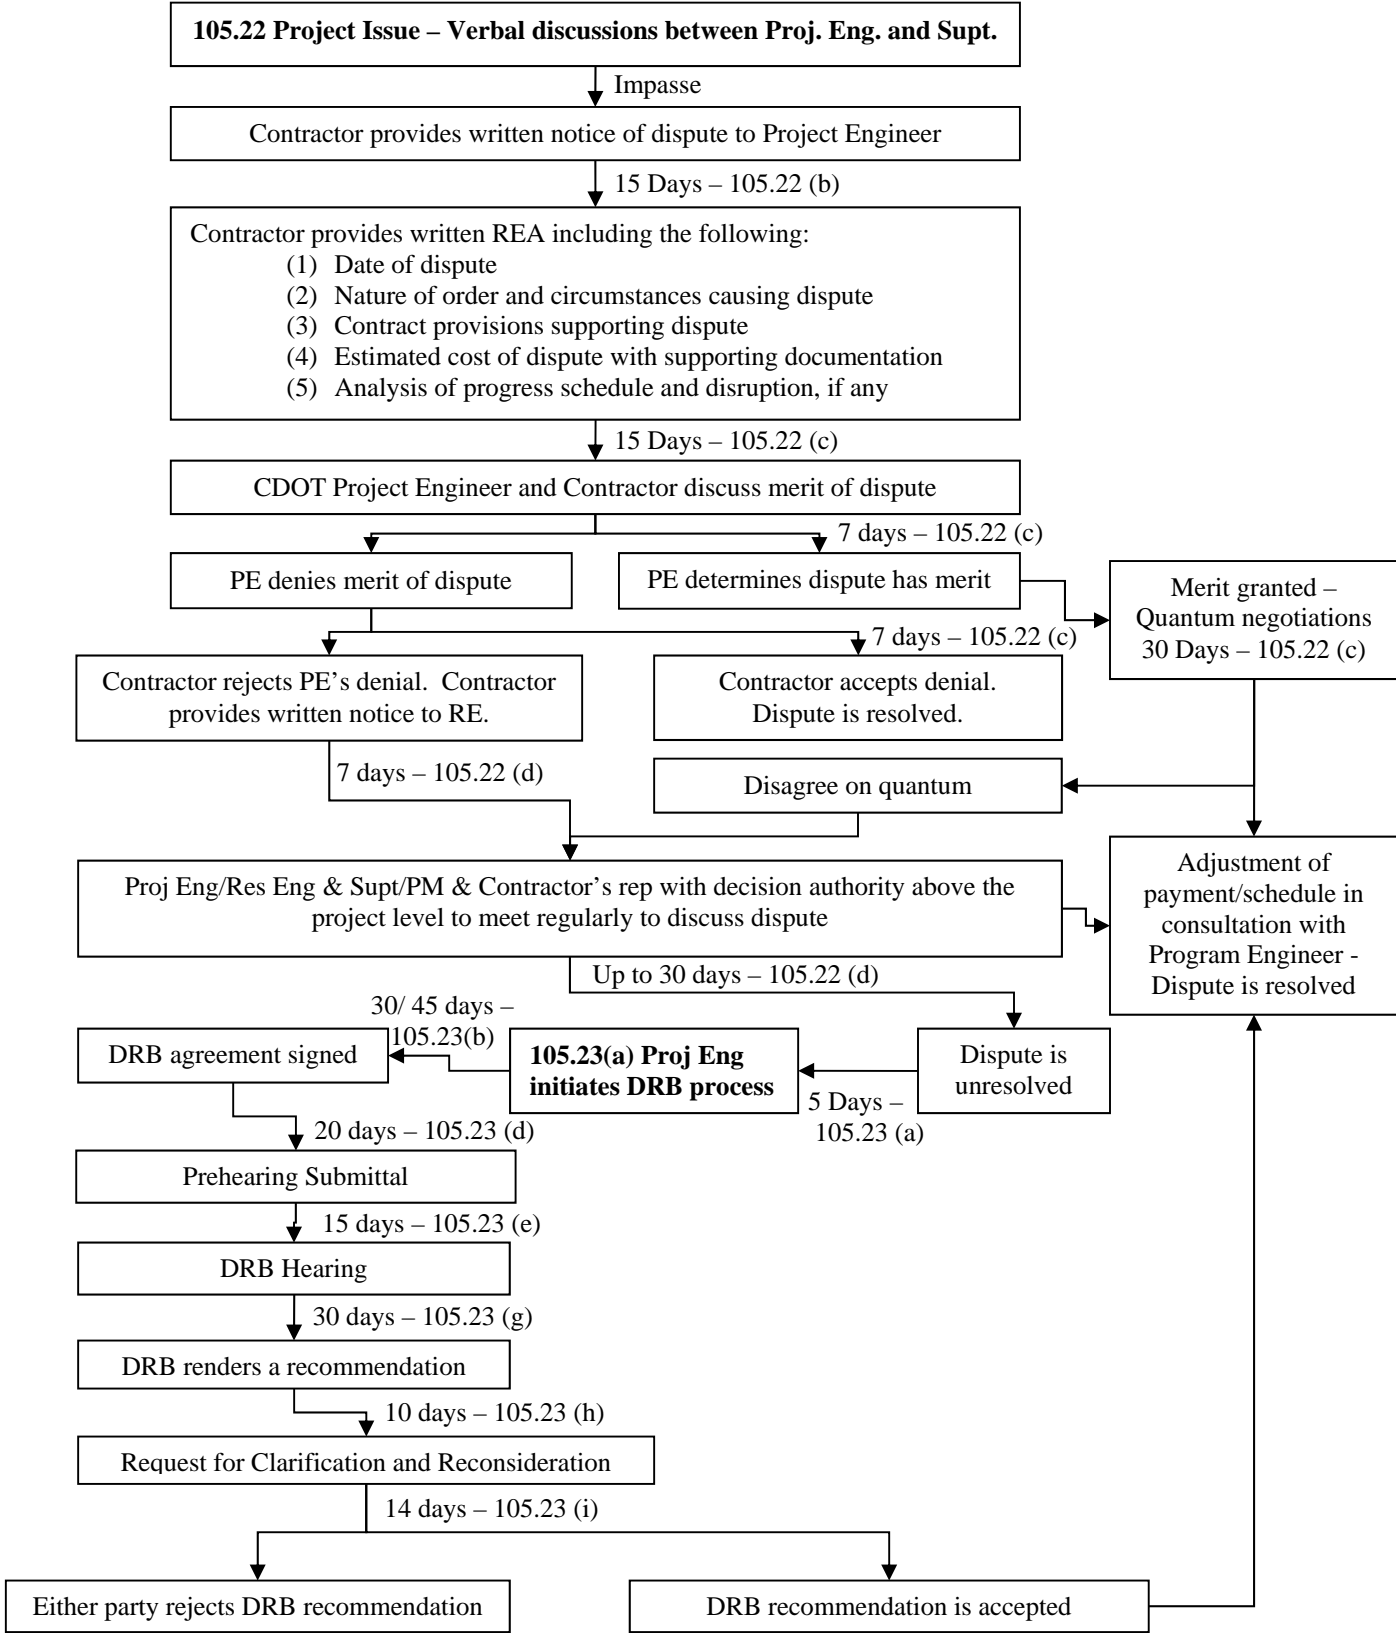 105.22 Project Issue – Verbal discussions between Proj. Eng. and Supt.
Impasse
Contractor provides written notice of dispute to Project Engineer
15 Days – 105.22 (b)
Contractor provides written REA including the following:
(1) Date of dispute
(2) Nature of order and circumstances causing dispute
(3) Contract provisions supporting dispute
(4) Estimated cost of dispute with supporting documentation
(5) Analysis of progress schedule and disruption, if any
15 Days – 105.22 (c)
CDOT Project Engineer and Contractor discuss merit of dispute
7 days – 105.22 (c)
PE denies merit of dispute
PE determines dispute has merit
Merit granted –
Quantum negotiations
30 Days – 105.22 (c)
7 days – 105.22 (c)
Contractor rejects PE’s denial. Contractor
provides written notice to RE.
Contractor accepts denial.
Dispute is resolved.
7 days – 105.22 (d)
Disagree on quantum
Proj Eng/Res Eng & Supt/PM & Contractor’s rep with decision authority above the
project level to meet regularly to discuss dispute
Adjustment of
payment/schedule in
consultation with
Program Engineer -
Dispute is resolved
Up to 30 days – 105.22 (d)
30/ 45 days –
105.23(b)
DRB agreement signed
105.23(a) Proj Eng
initiates DRB process
Dispute is
unresolved
5 Days –
105.23 (a)
20 days – 105.23 (d)
Prehearing Submittal
15 days – 105.23 (e)
DRB Hearing
30 days – 105.23 (g)
DRB renders a recommendation
10 days – 105.23 (h)
Request for Clarification and Reconsideration
14 days – 105.23 (i)
Either party rejects DRB recommendation
DRB recommendation is accepted